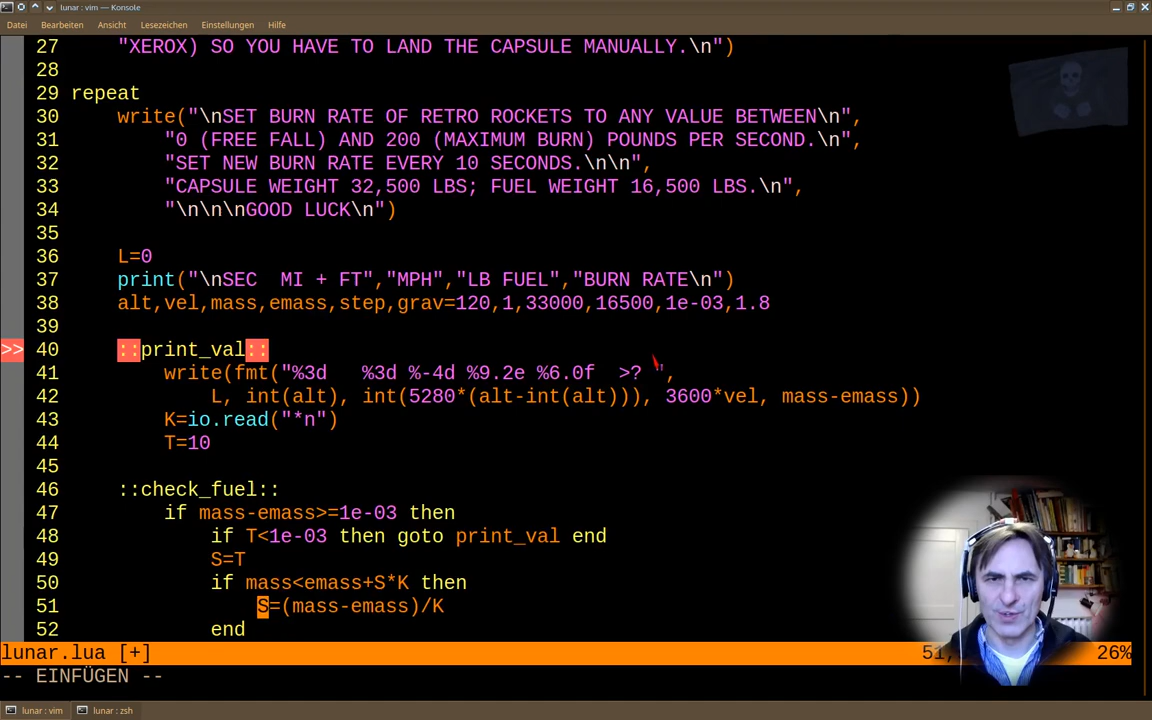 lunar : vim — Konsole
Datei Bearbeiten Ansicht Lesezeichen Einstellungen Hilfe
27 "XEROX) SO YOU HAVE TO LAND THE CAPSULE MANUALLY.\n")
28
29 repeat
30 write("\nSET BURN RATE OF RETRO ROCKETS TO ANY VALUE BETWEEN\n",
31 "0 (FREE FALL) AND 200 (MAXIMUM BURN) POUNDS PER SECOND.\n",
32 "SET NEW BURN RATE EVERY 10 SECONDS.\n\n",
33 "CAPSULE WEIGHT 32,500 LBS; FUEL WEIGHT 16,500 LBS.\n",
34 "\n\n\nGOOD LUCK\n")
35
36 L=0
37 print("\nSEC  MI + FT","MPH","LB FUEL","BURN RATE\n")
38 alt,vel,mass,emass,step,grav=120,1,33000,16500,1e-03,1.8
39
>> 40 ::print_val::
41 write(fmt("%3d   %3d %-4d %9.2e %6.0f  >? ",
42 L, int(alt), int(5280*(alt-int(alt))), 3600*vel, mass-emass))
43 K=io.read("*n")
44 T=10
45
46 ::check_fuel::
47 if mass-emass>=1e-03 then
48 if T<1e-03 then goto print_val end
49 S=T
50 if mass<emass+S*K then
51 S=(mass-emass)/K
52 end
lunar.lua [+] 51, 26%
-- EINFÜGEN --
lunar : vim lunar : zsh